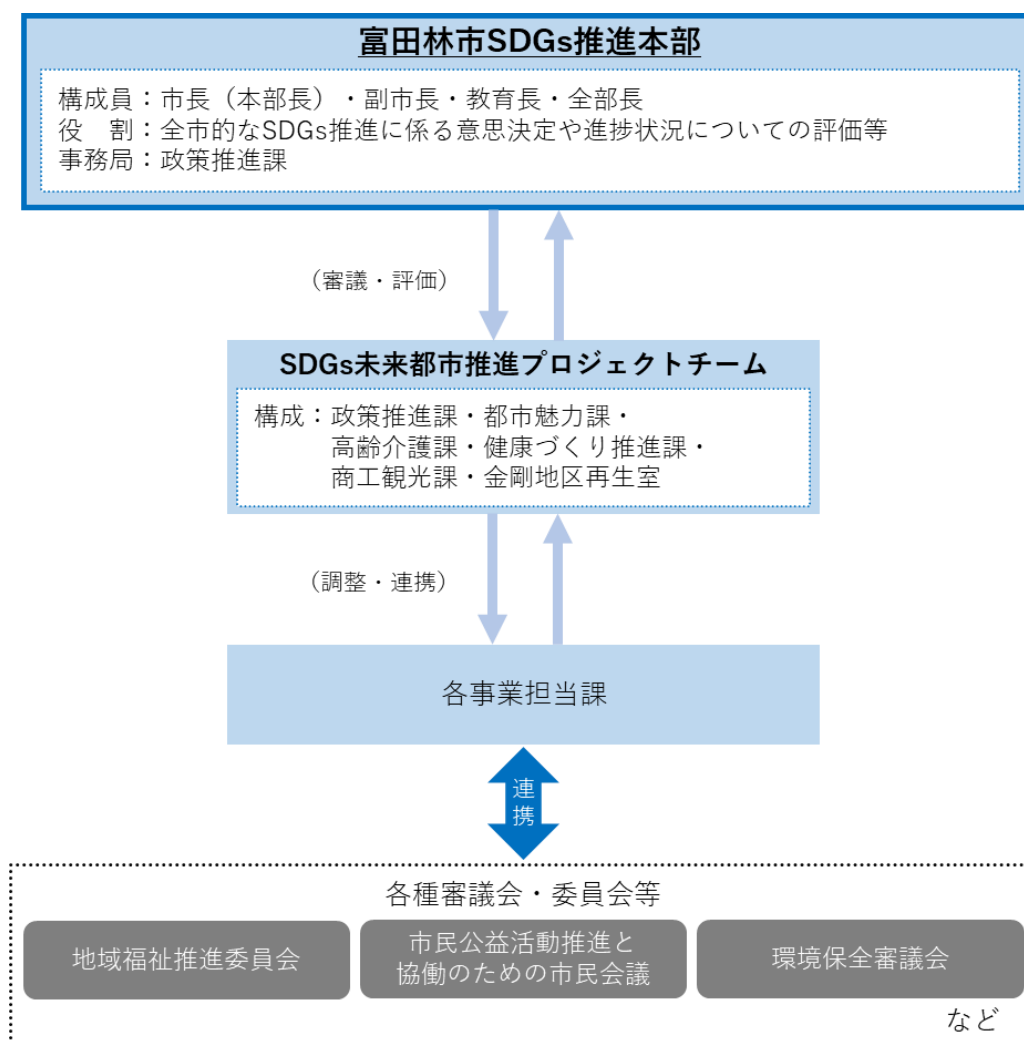 富田林市SDGs推進本部
構成員：市長（本部長）・副市長・教育長・全部長
役　割：全市的なSDGs推進に係る意思決定や進捗状況についての評価等
事務局：政策推進課
（審議・評価）
SDGs未来都市推進プロジェクトチーム
構成：政策推進課・都市魅力課・
高齢介護課・健康づくり推進課・
商工観光課・金剛地区再生室
（調整・連携）
各事業担当課
連
携
各種審議会・委員会等
地域福祉推進委員会
市民公益活動推進と
協働のための市民会議
環境保全審議会
など